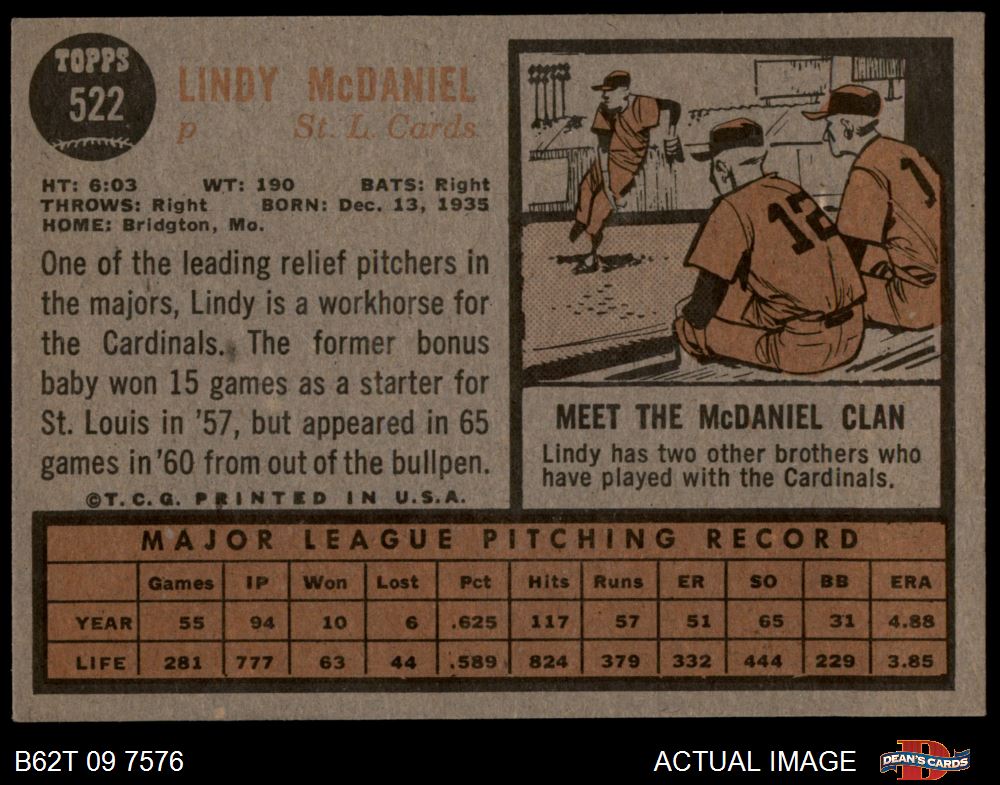 TOPPS
522
LINDY McDANIEL
p St. L. Cards
HT: 6:03 WT: 190 BATS: Right
THROWS: Right BORN: Dec. 13, 1935
HOME: Bridgton, Mo.
One of the leading relief pitchers in
the majors, Lindy is a workhorse for
the Cardinals. The former bonus
baby won 15 games as a starter for
St. Louis in '57, but appeared in 65
games in '60 from out of the bullpen.
©T.C.G. PRINTED IN U.S.A.
12
1
MEET THE McDANIEL CLAN
Lindy has two other brothers who
have played with the Cardinals.
MAJOR LEAGUE PITCHING RECORD
Games IP Won Lost Pct Hits Runs ER SO BB ERA
YEAR 55 94 10 6 .625 117 57 51 65 31 4.88
LIFE 281 777 63 44 .589 824 379 332 444 229 3.85
B62T 09 7576
ACTUAL IMAGE
DEAN'S CARDS